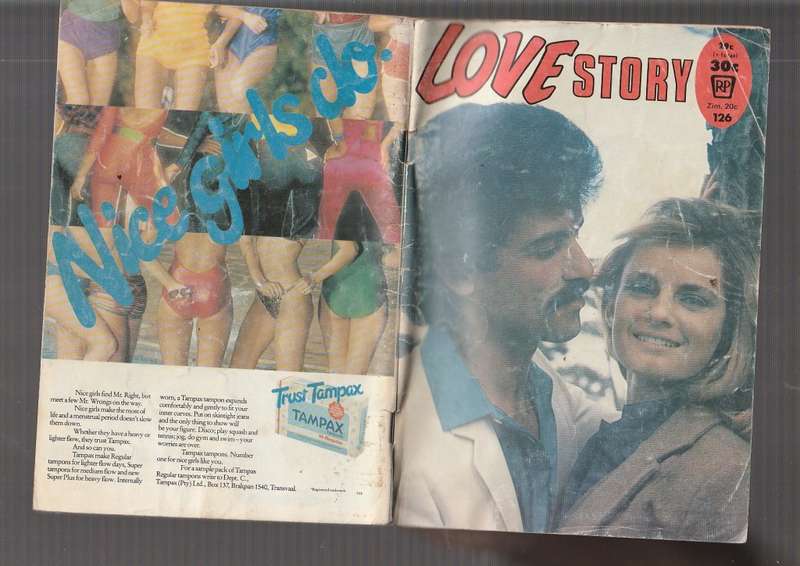 Nice girls do.
Nice girls find Mr. Right, but
meet a few Mr. Wrongs on the way.
Nice girls make the most of
life and a menstrual period doesn't slow
them down.
Whether they have a heavy or
lighter flow, they trust Tampax.
And so can you.
Tampax make Regular
tampons for lighter flow days, Super
tampons for medium flow and new
Super Plus for heavy flow. Internally
worn, a Tampax tampon expands
comfortably and gently to fit your
inner curves. Put on skintight jeans
and the only thing to show will
be your figure. Disco; play squash and
tennis; jog, do gym and swim – your
worries are over.
Tampax tampons. Number
one for nice girls like you.
For a sample pack of Tampax
Regular tampons write to Dept. C.,
Tampax (Pty) Ltd., Box 137, Brakpan 1540, Transvaal.
Trust Tampax
TAMPAX
*Registered trademark
LOVE STORY
29c
30c
RP
Zim. 20c
126